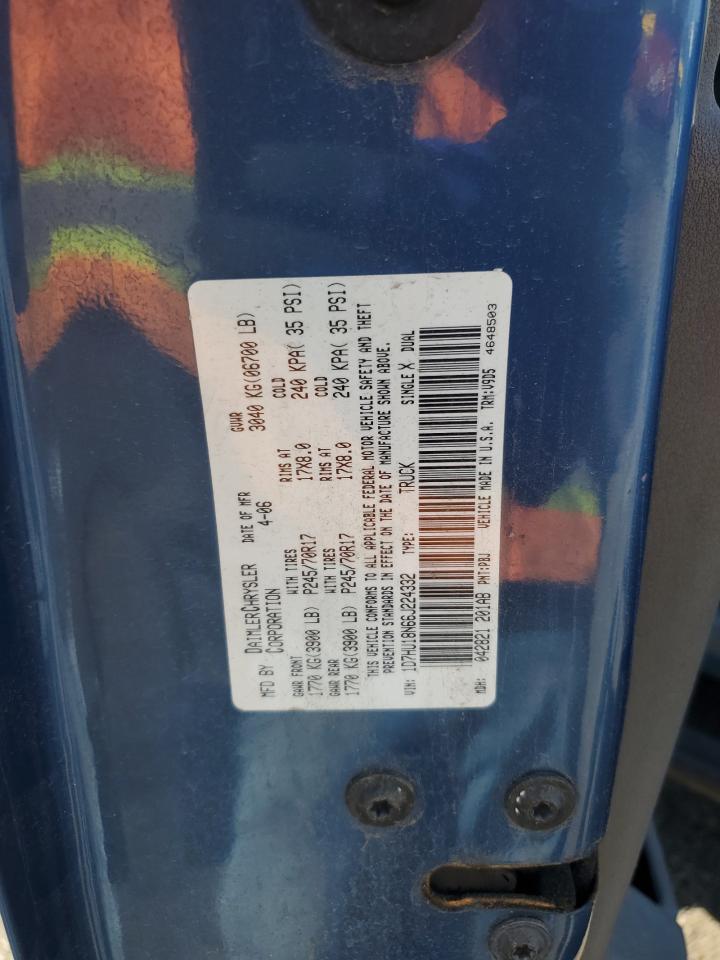 MFD BY DAIMLERCHRYSLER CORPORATION DATE OF MFR 4-06 GVWR 3040 KG(06700 LB)
GAWR FRONT WITH TIRES RIMS AT COLD
1770 KG(3900 LB) P245/70R17 17X8.0 240 KPA( 35 PSI)
GAWR REAR WITH TIRES RIMS AT COLD
1770 KG(3900 LB) P245/70R17 17X8.0 240 KPA( 35 PSI)
THIS VEHICLE CONFORMS TO ALL APPLICABLE FEDERAL MOTOR VEHICLE SAFETY AND THEFT
PREVENTION STANDARDS IN EFFECT ON THE DATE OF MANUFACTURE SHOWN ABOVE.
VIN: 1D7HU18N66J224392 TYPE: TRUCK SINGLE X DUAL
MDH: 042821 201AB PNT:PBJ VEHICLE MADE IN U.S.A. TRM:V9D5 4648503